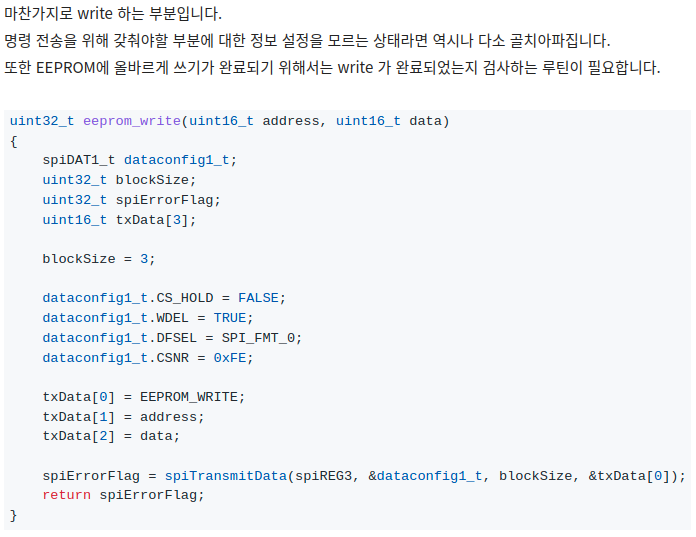 마찬가지로 write 하는 부분입니다.
명령 전송을 위해 갖춰야할 부분에 대한 정보 설정을 모르는 상태라면 역시나 다소 골치아파집니다.
또한 EEPROM에 올바르게 쓰기가 완료되기 위해서는 write 가 완료되었는지 검사하는 루틴이 필요합니다.
uint32_t eeprom_write(uint16_t address, uint16_t data)
{
    spiDAT1_t dataconfig1_t;
    uint32_t blockSize;
    uint32_t spiErrorFlag;
    uint16_t txData[3];
    blockSize = 3;
    dataconfig1_t.CS_HOLD = FALSE;
    dataconfig1_t.WDEL = TRUE;
    dataconfig1_t.DFSEL = SPI_FMT_0;
    dataconfig1_t.CSNR = 0xFE;
    txData[0] = EEPROM_WRITE;
    txData[1] = address;
    txData[2] = data;
    spiErrorFlag = spiTransmitData(spiREG3, &dataconfig1_t, blockSize, &txData[0]);
    return spiErrorFlag;
}